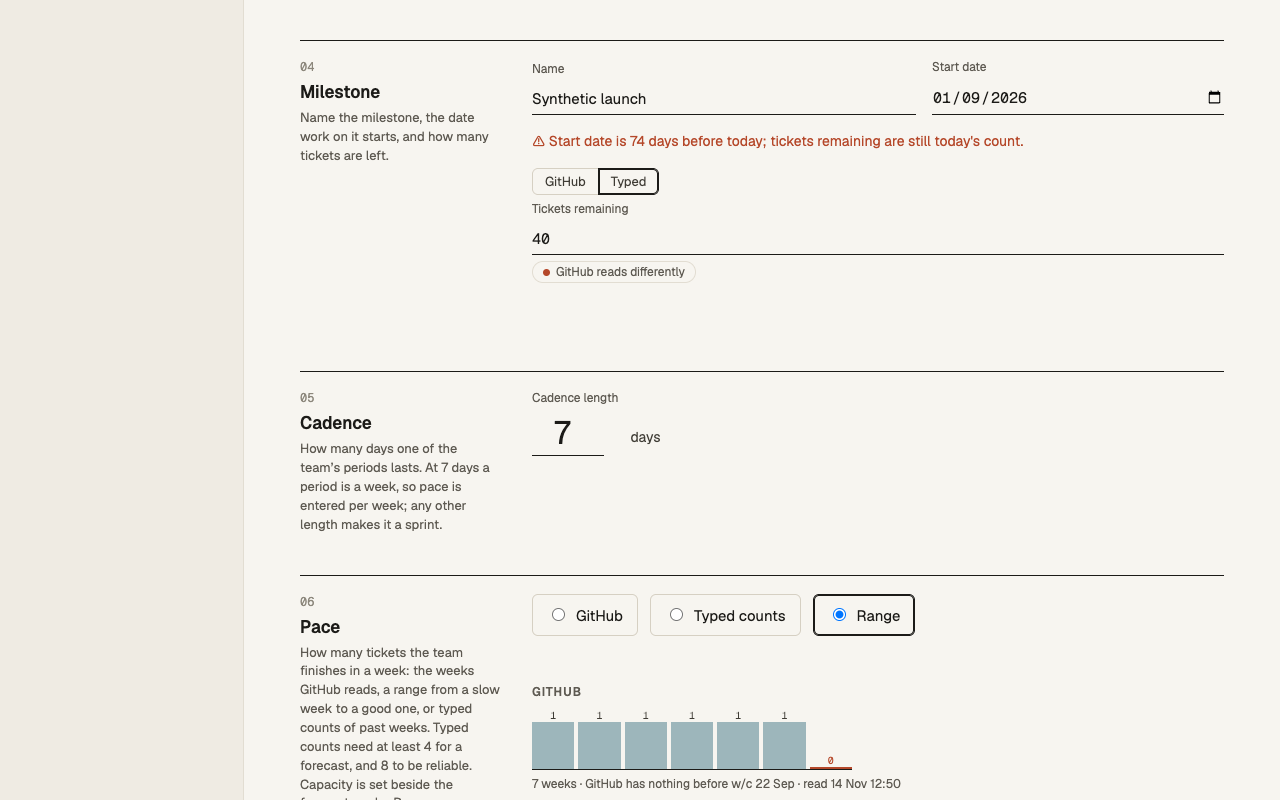 04
Milestone
Name the milestone, the date
work on it starts, and how many
tickets are left.
Name
Start date
Synthetic launch
01/09/2026
Start date is 74 days before today; tickets remaining are still today's count.
GitHub
Typed
Tickets remaining
40
GitHub reads differently
05
Cadence
How many days one of the
team's periods lasts. At 7 days a
period is a week, so pace is
entered per week; any other
length makes it a sprint.
Cadence length
7 days
06
Pace
How many tickets the team
finishes in a week: the weeks
GitHub reads, a range from a slow
week to a good one, or typed
counts of past weeks. Typed
counts need at least 4 for a
forecast, and 8 to be reliable.
Capacity is set beside the
GitHub
Typed counts
Range
GITHUB
1 1 1 1 1 1 0
7 weeks · GitHub has nothing before w/c 22 Sep · read 14 Nov 12:50